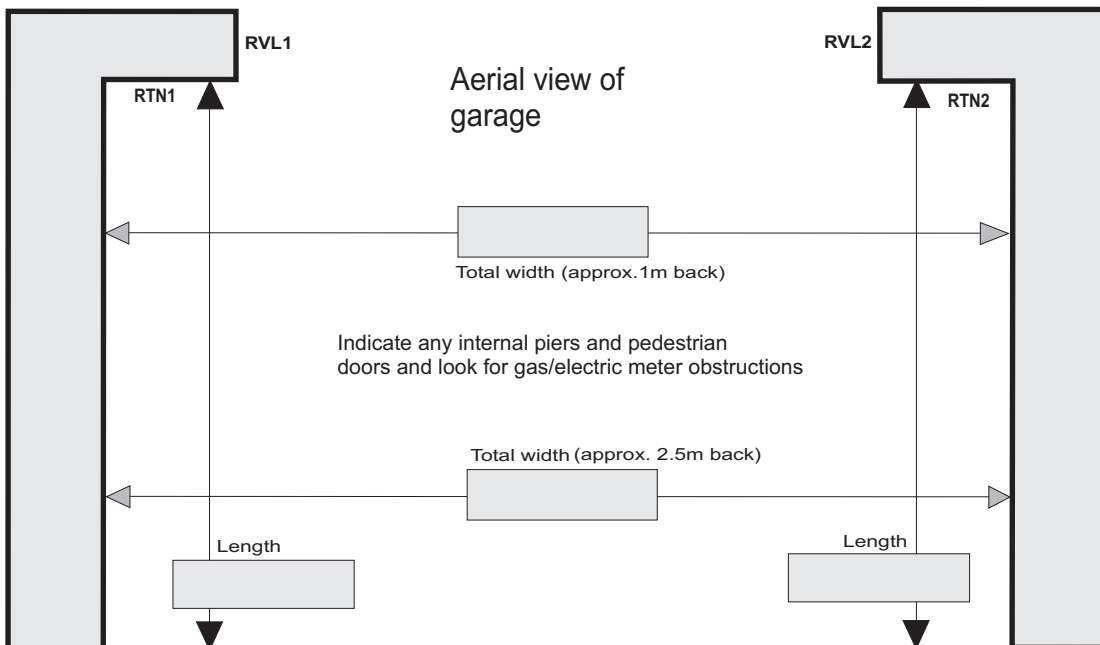 RVL1
RVL2
RTN1
Aerial view of
garage
RTN2
Total width (approx.1m back)
Indicate any internal piers and pedestrian
doors and look for gas/electric meter obstructions
Total width (approx. 2.5m back)
Length
Length